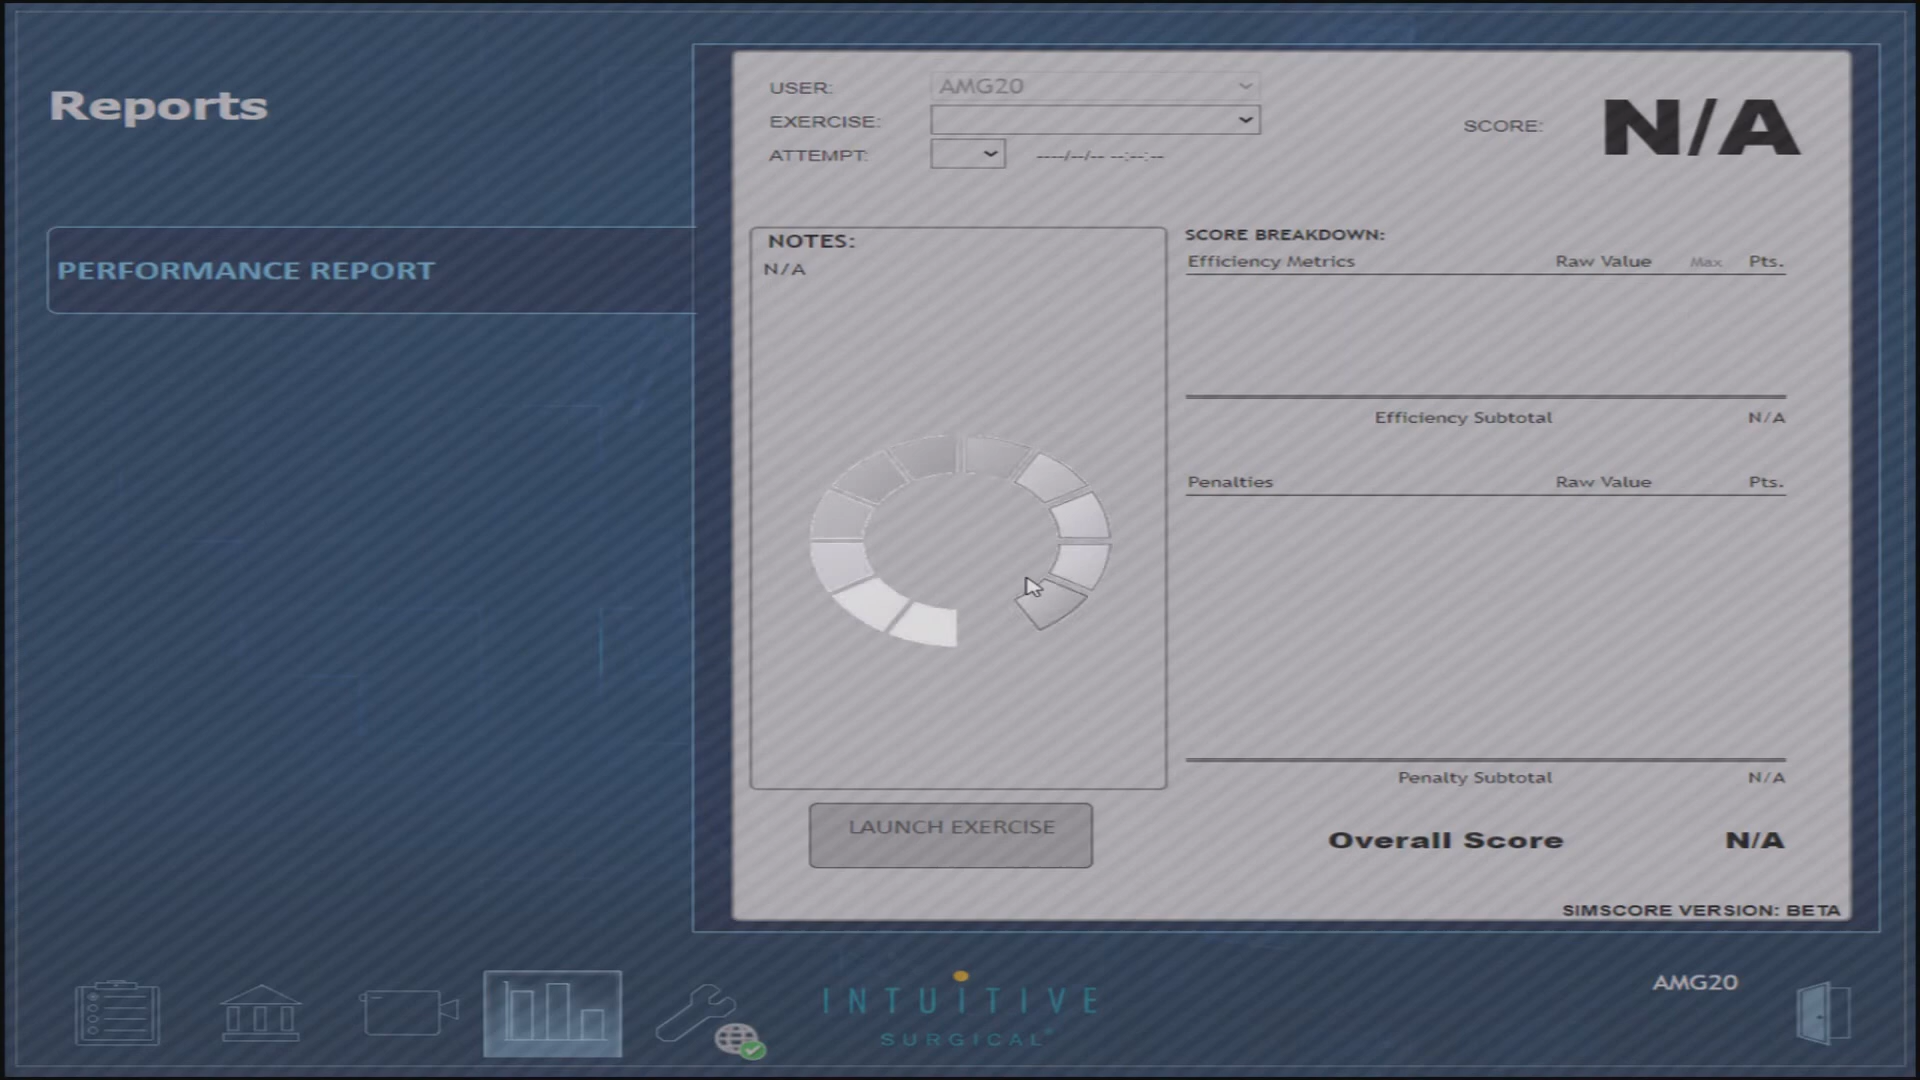 Reports
PERFORMANCE REPORT
USER: AMG20
EXERCISE:
ATTEMPT: ----/--/-- --:--:--
SCORE: N/A
NOTES:
N/A
SCORE BREAKDOWN:
Efficiency Metrics Raw Value Max Pts.
Efficiency Subtotal N/A
Penalties Raw Value Pts.
Penalty Subtotal N/A
LAUNCH EXERCISE
Overall Score N/A
SIMSCORE VERSION: BETA
INTUITIVE
SURGICAL®
AMG20